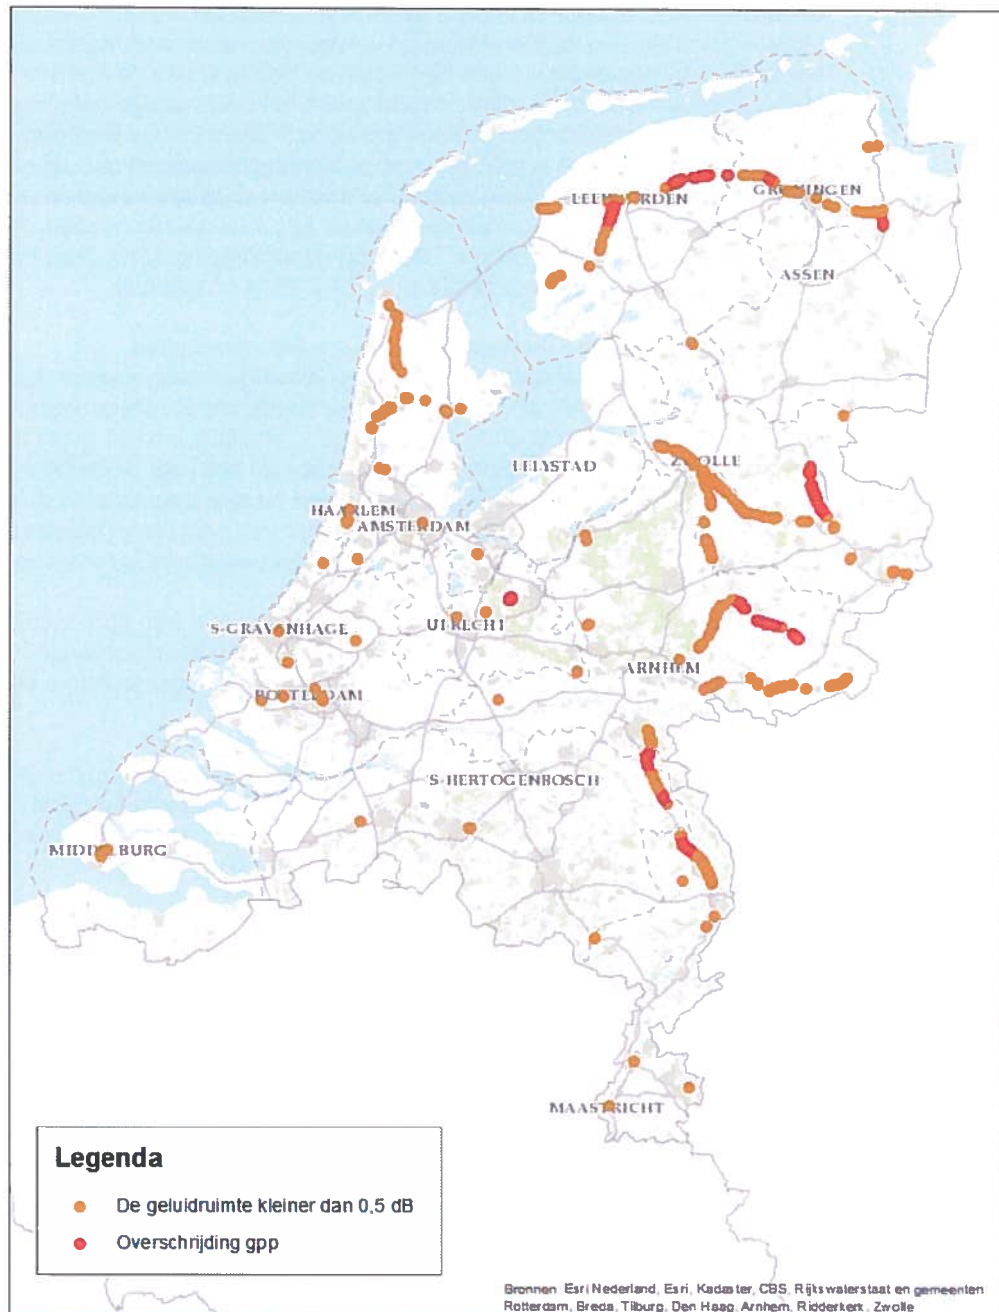 LEEUWARDEN
GRONINGEN
ASSEN
LELYSTAD
ZWOLLE
HAARLEM
AMSTERDAM
S-GRAVENHAGE
UTRECHT
ARNHEM
ROTTERDAM
'S-HERTOGENBOSCH
MIDDELBURG
MAASTRICHT
Legenda
De geluidruimte kleiner dan 0,5 dB
Overschrijding gpp
Bronnen: Esri Nederland, Esri, Kadaster, CBS, Rijkswaterstaat en gemeenten
Rotterdam, Breda, Tilburg, Den Haag, Arnhem, Ridderkerk, Zwolle